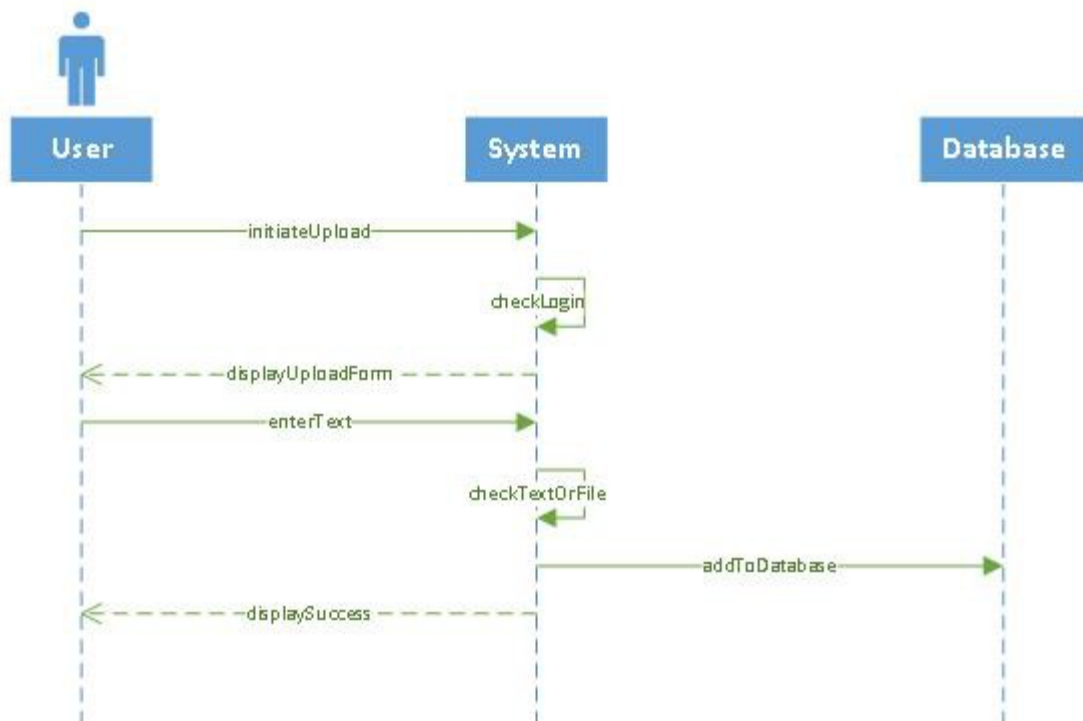 User
System
Database
initiateUpload
checkLogin
displayUploadForm
enterText
checkTextOrFile
addToDatabase
displaySuccess